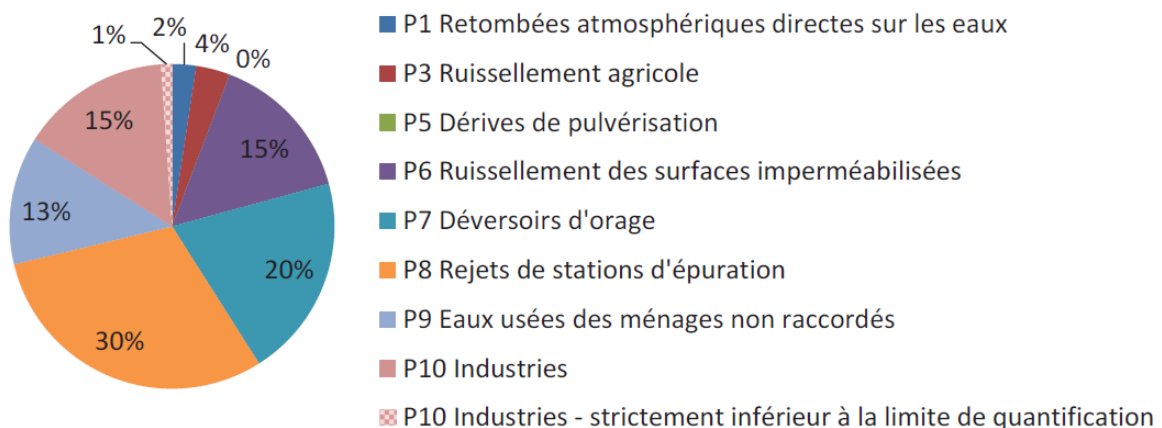 1%
2%
4%
0%
15%
15%
13%
20%
30%
P1 Retombées atmosphériques directes sur les eaux
P3 Ruissellement agricole
P5 Dérives de pulvérisation
P6 Ruissellement des surfaces imperméabilisées
P7 Déversoirs d'orage
P8 Rejets de stations d'épuration
P9 Eaux usées des ménages non raccordés
P10 Industries
P10 Industries - strictement inférieur à la limite de quantification